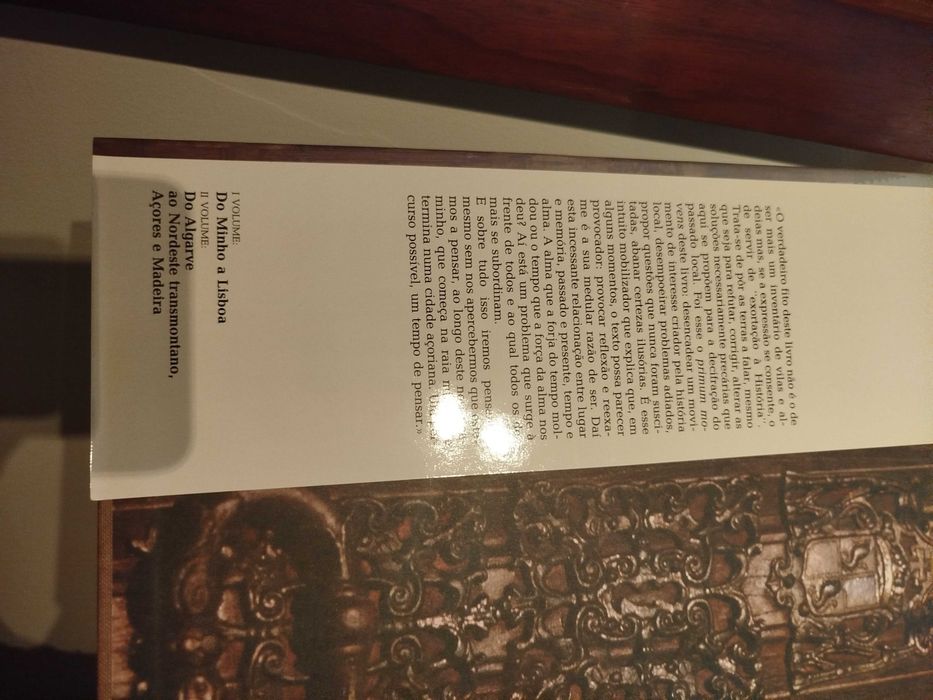 «O verdadeiro fito deste livro não é o de
ser mais um inventário de vilas e al-
deias mas, se a expressão se consente, o
de servir de "exortação à História".
Trata-se de pôr as terras a falar, mesmo
que seja para refutar, corrigir, alterar as
soluções necessariamente precárias que
aqui se propõem para a decifração do
passado local. Foi esse o primum mo-
vens deste livro: desencadear um movi-
mento de interesse criador pela história
local, desempoeirar problemas adiados,
propor questões que nunca foram susci-
tadas, abanar certezas ilusórias. É esse
intuito mobilizador que explica que, em
alguns momentos, o texto possa parecer
provocador: provocar reflexão e reexa-
me é a sua medular razão de ser. Daí
esta incessante relacionação entre lugar
e memória, passado e presente, tempo e
alma. A alma que a forja do tempo mol-
dou ou o tempo que a força da alma nos
deu? Aí está um problema que surge à
frente de todos e ao qual todos os de-
mais se subordinam.
E sobre tudo isso iremos pensa
mesmo sem nos apercebermos que
mos a pensar, ao longo deste
minho, que começa na raia
termina numa cidade açoriana.
curso possível, um tempo de pensar.»
I VOLUME:
Do Minho a Lisboa
II VOLUME:
Do Algarve
ao Nordeste transmontano,
Açores e Madeira